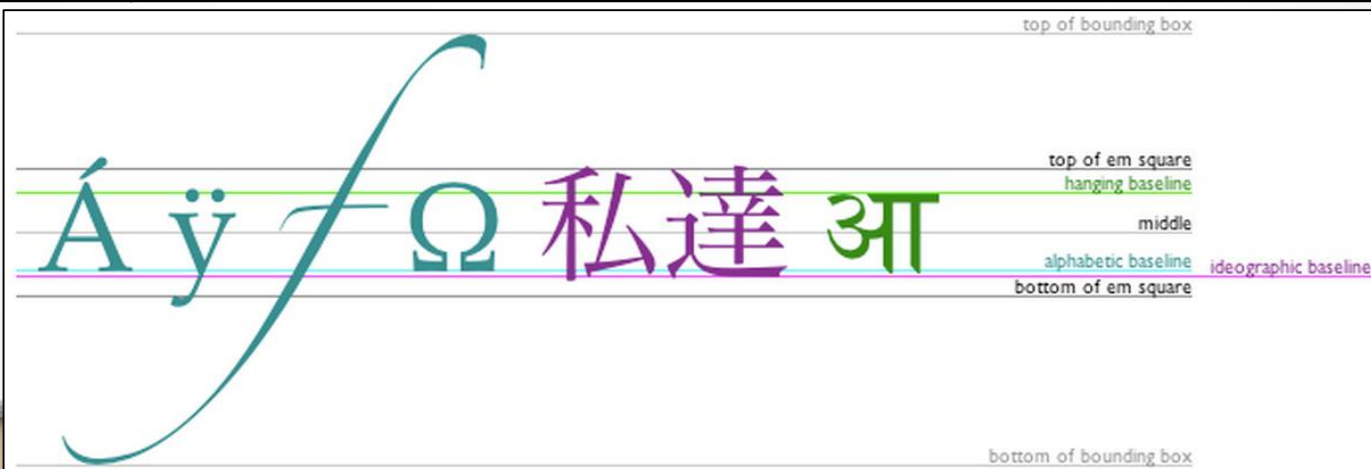 top of bounding box
top of em square
hanging baseline
Á ÿ f Ω 私達 आ
middle
alphabetic baseline
ideographic baseline
bottom of em square
bottom of bounding box